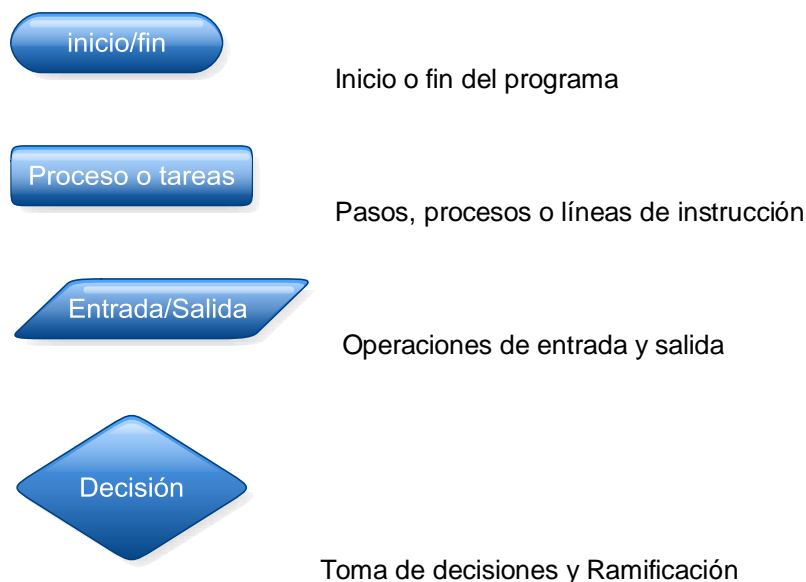 inicio/fin
Inicio o fin del programa
Proceso o tareas
Pasos, procesos o líneas de instrucción
Entrada/Salida
Operaciones de entrada y salida
Decisión
Toma de decisiones y Ramificación